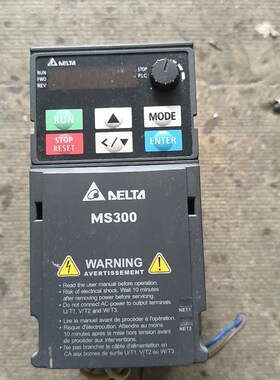 DELTA
RUN
FWD
REV
STOP
PLC
RUN
MODE
STOP
RESET
</>
ENTER
DELTA
MS300
WARNING
AVERTISSEMENT
Read the user manual before operation.
Risk of electrical shock. Wait 10 minutes
after removing power before servicing.
Do not connect AC power to output terminals
U/T1, V/T2 and W/T3.
NET1
Lire le manuel avant de procéder à l'opération.
Risque d'électrocution. Attendre au moins
10 minutes après la mise hors tension
avant de procéder
NET2
Ne pas brancher le câble d'alimentation en
CA aux bornes de sortie U/T1, V/T2 et W/T3.